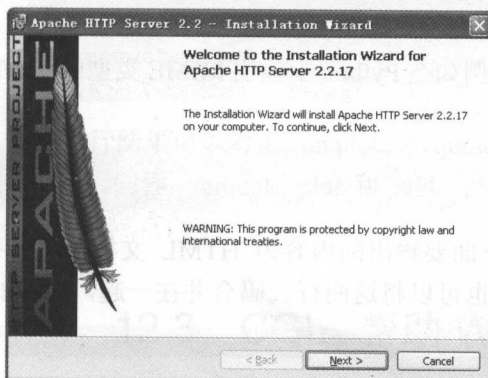 Apache HTTP Server 2.2 - Installation Wizard
HTTP SERVER PROJECT
APACHE
Welcome to the Installation Wizard for
Apache HTTP Server 2.2.17
The Installation Wizard will install Apache HTTP Server 2.2.17
on your computer. To continue, click Next.
WARNING: This program is protected by copyright law and
international treaties.
< Back
Next >
Cancel